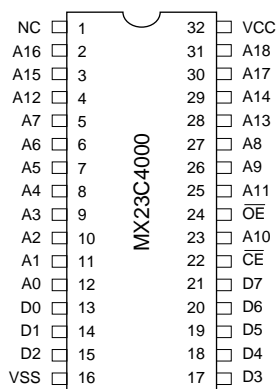 NC 1 32 VCC
A16 2 31 A18
A15 3 30 A17
A12 4 29 A14
A7 5 28 A13
A6 6 27 A8
A5 7 26 A9
A4 8 25 A11
A3 9 24 O̅E̅
A2 10 23 A10
A1 11 22 C̅E̅
A0 12 21 D7
D0 13 20 D6
D1 14 19 D5
D2 15 18 D4
VSS 16 17 D3
MX23C4000